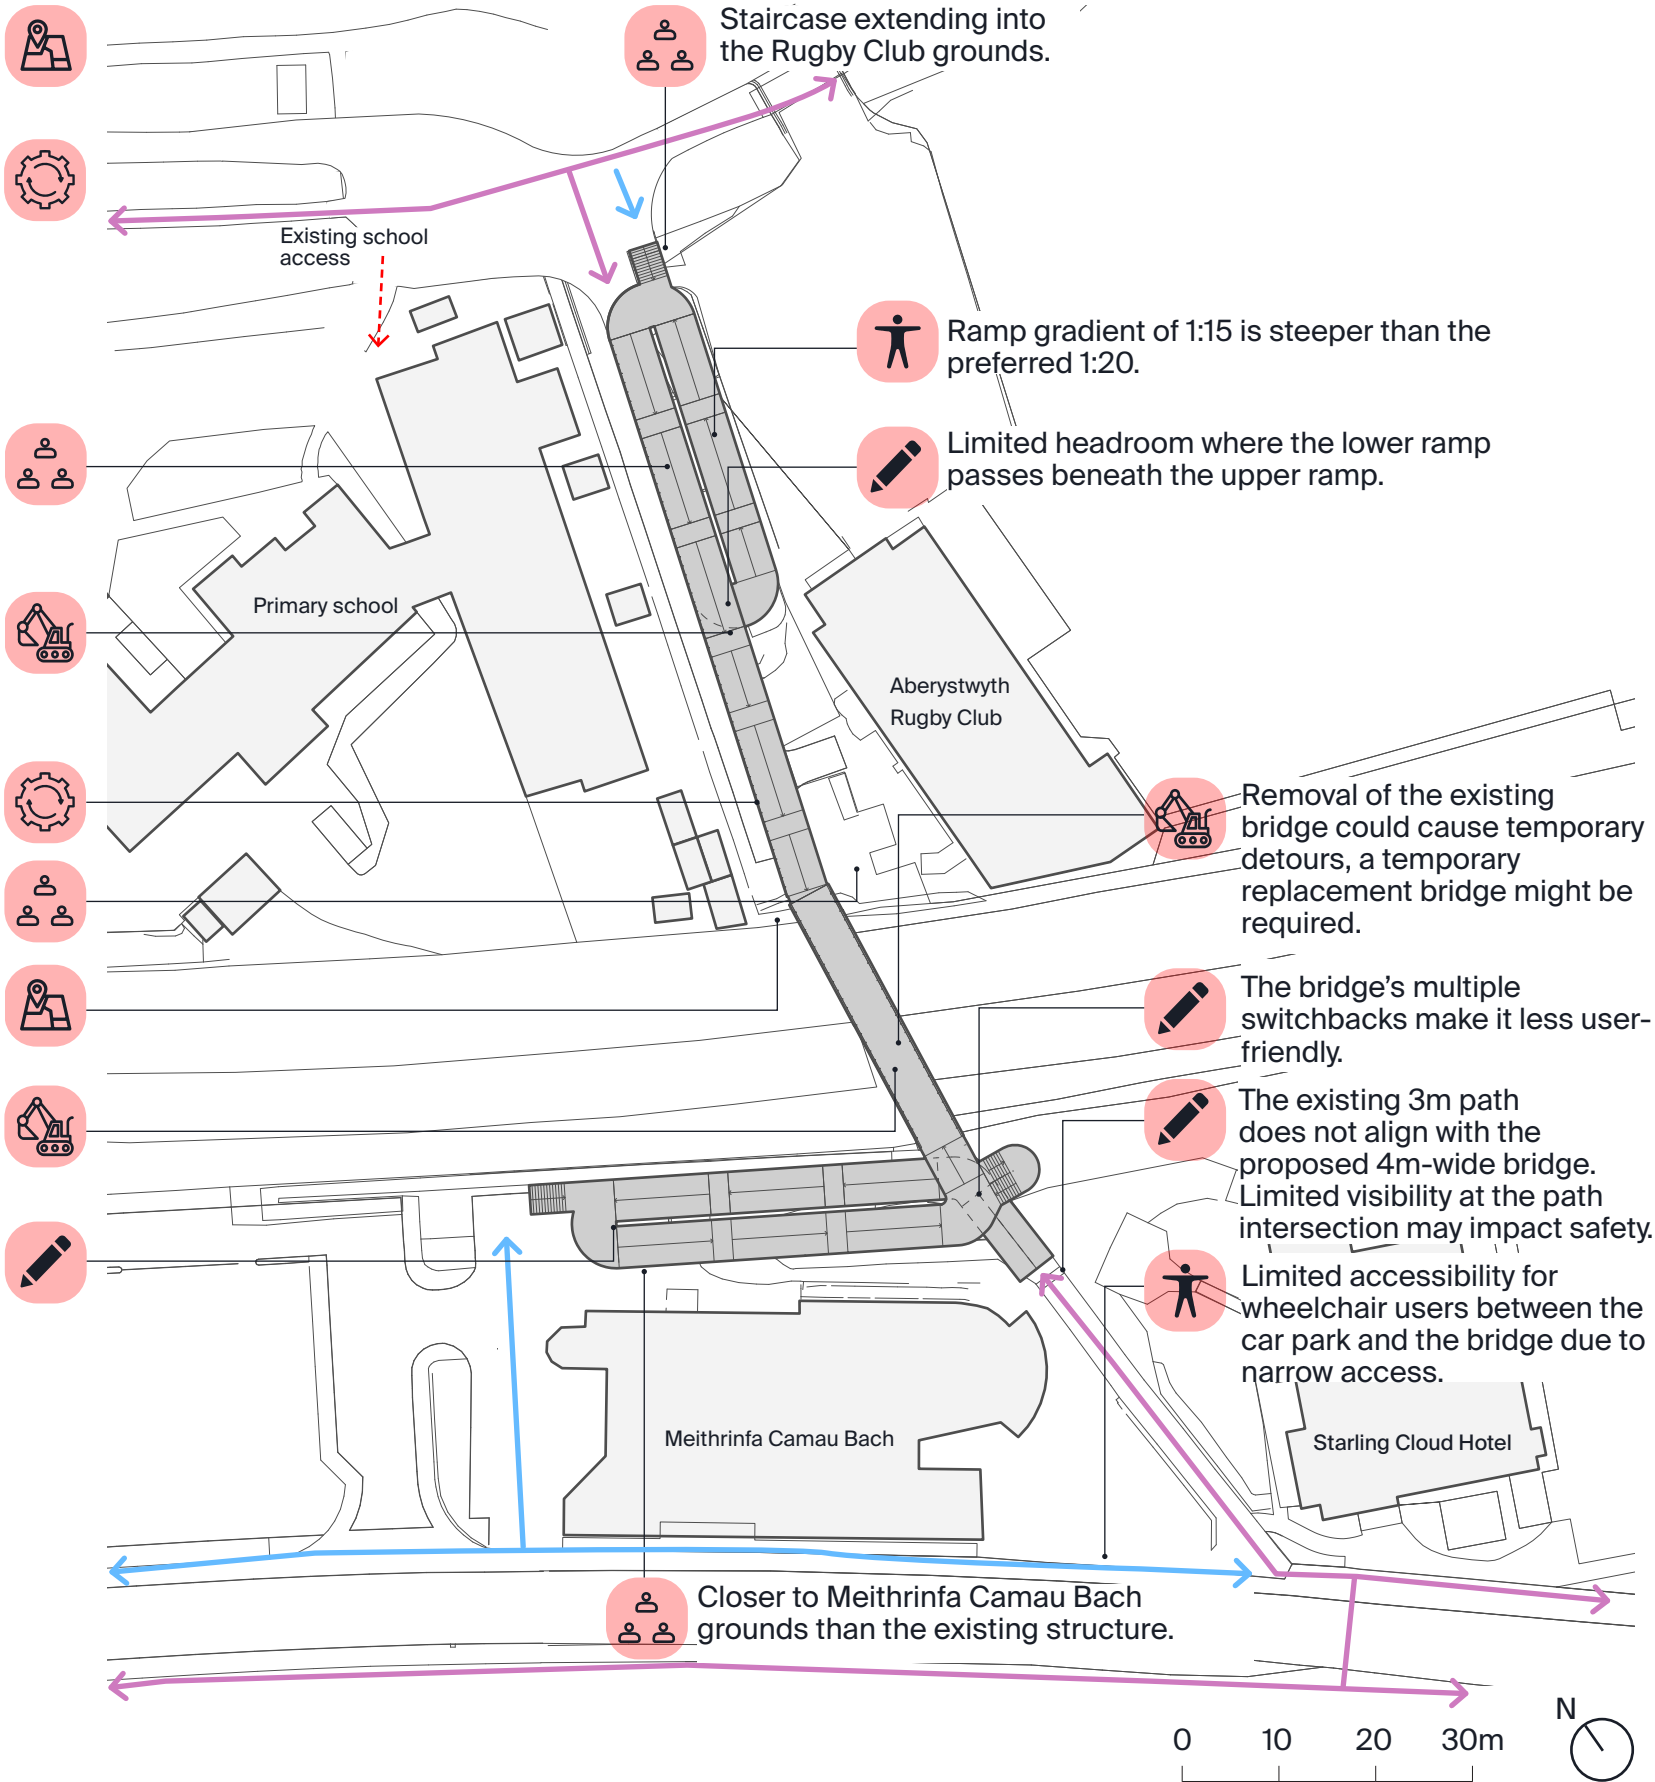 Staircase extending into
the Rugby Club grounds.
Existing school
access
Ramp gradient of 1:15 is steeper than the
preferred 1:20.
Limited headroom where the lower ramp
passes beneath the upper ramp.
Primary school
Aberystwyth
Rugby Club
Removal of the existing
bridge could cause temporary
detours, a temporary
replacement bridge might be
required.
The bridge’s multiple
switchbacks make it less user-
friendly.
The existing 3m path
does not align with the
proposed 4m-wide bridge.
Limited visibility at the path
intersection may impact safety.
Limited accessibility for
wheelchair users between the
car park and the bridge due to
narrow access.
Meithrinfa Camau Bach
Starling Cloud Hotel
Closer to Meithrinfa Camau Bach
grounds than the existing structure.
N
0 10 20 30m